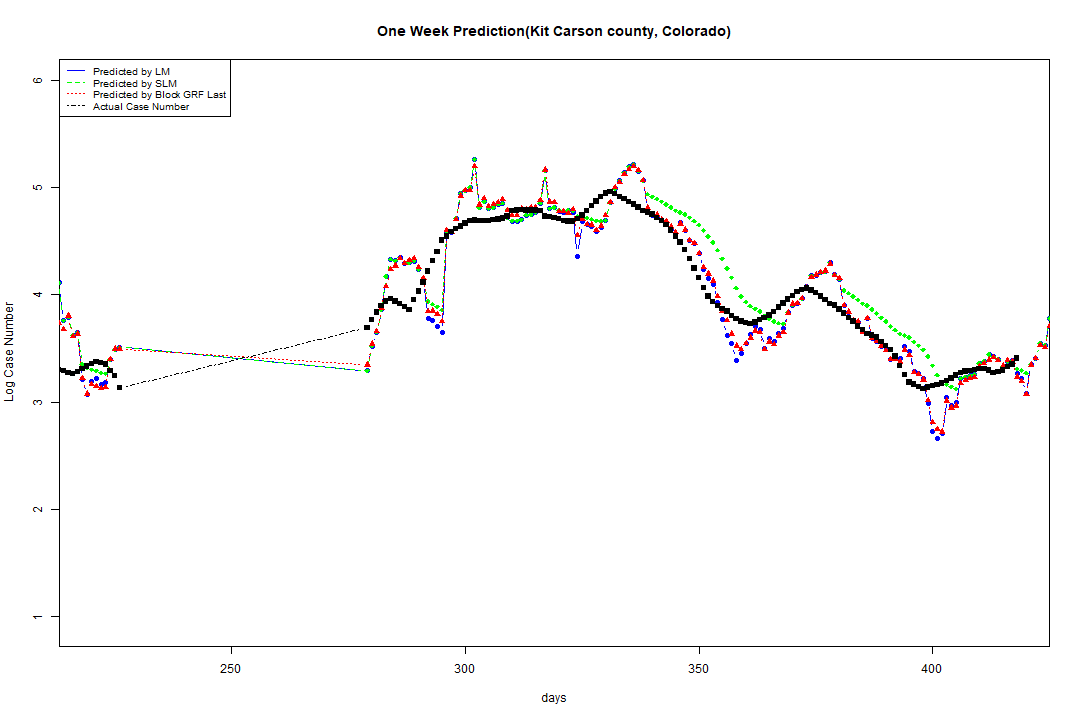 One Week Prediction(Kit Carson county, Colorado)
Predicted by LM
Predicted by SLM
Predicted by Block GRF Last
Actual Case Number
6
5
4
3
2
1
Log Case Number
250
300
350
400
days